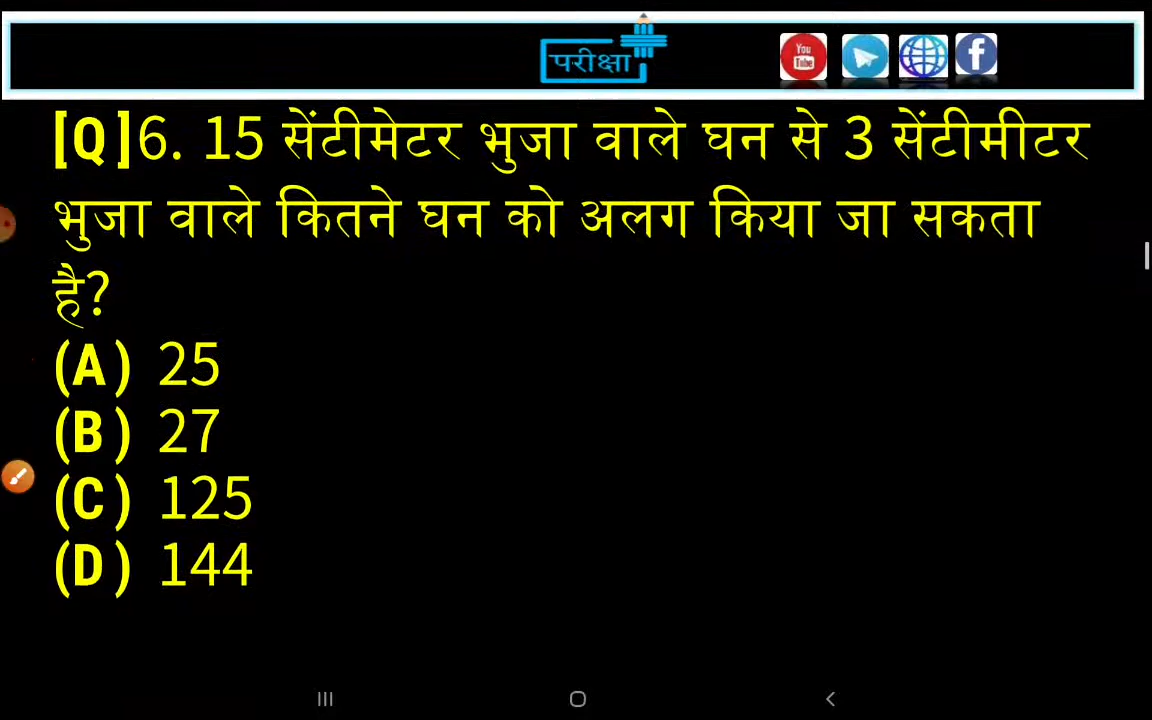 परीक्षा
You
Tube
[Q]6. 15 सेंटीमेटर भुजा वाले घन से 3 सेंटीमीटर
भुजा वाले कितने घन को अलग किया जा सकता
है?
(A) 25
(B) 27
(C) 125
(D) 144